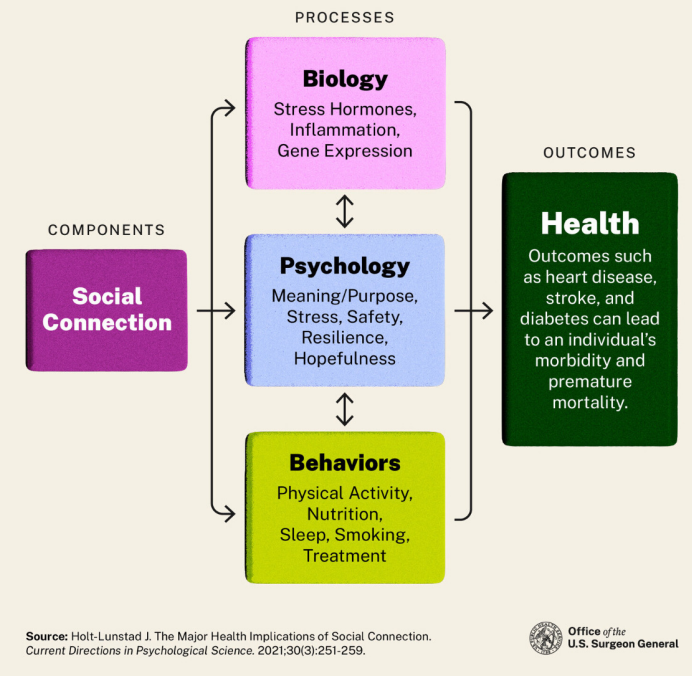 PROCESSES
Biology
Stress Hormones,
Inflammation,
Gene Expression
COMPONENTS
Social
Connection
Psychology
Meaning/Purpose,
Stress, Safety,
Resilience,
Hopefulness
Behaviors
Physical Activity,
Nutrition,
Sleep, Smoking,
Treatment
OUTCOMES
Health
Outcomes such
as heart disease,
stroke, and
diabetes can lead
to an individual’s
morbidity and
premature
mortality.
Source: Holt-Lunstad J. The Major Health Implications of Social Connection.
Current Directions in Psychological Science. 2021;30(3):251-259.
Office of the
U.S. Surgeon General